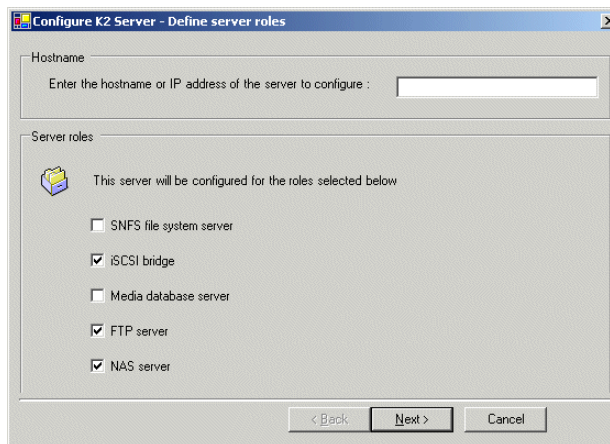 Configure K2 Server - Define server roles
Hostname
Enter the hostname or IP address of the server to configure :
Server roles
This server will be configured for the roles selected below
SNFS file system server
iSCSI bridge
Media database server
FTP server
NAS server
< Back
Next >
Cancel